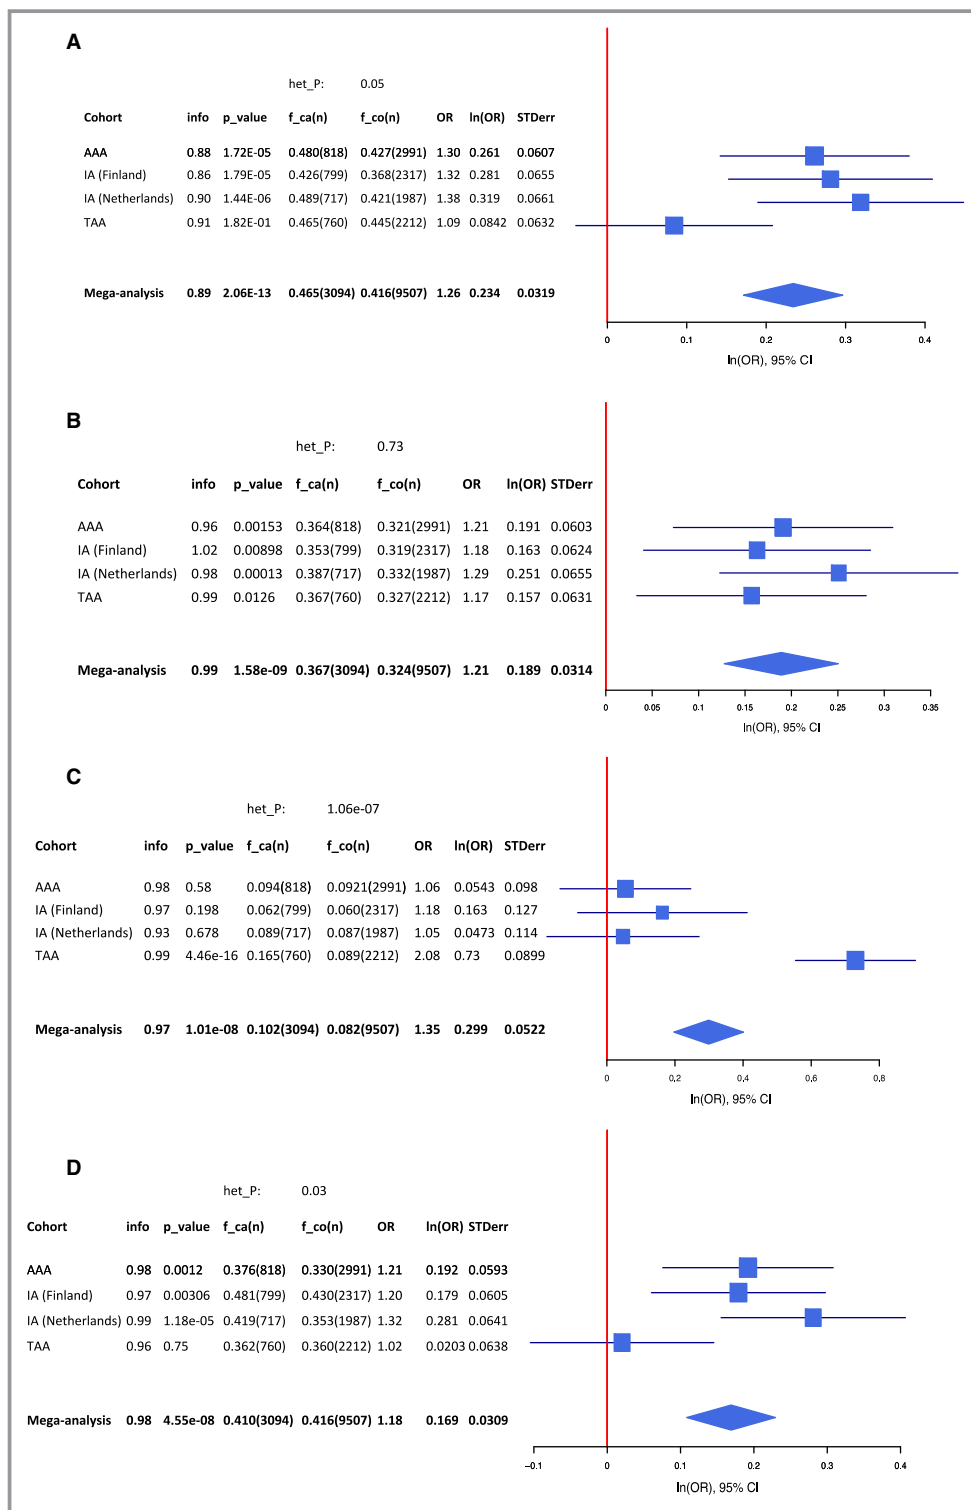 A
het_P: 0.05
Cohort info p_value f_ca(n) f_co(n) OR ln(OR) STDerr
AAA 0.88 1.72E-05 0.480(818) 0.427(2991) 1.30 0.261 0.0607
IA (Finland) 0.86 1.79E-05 0.426(799) 0.368(2317) 1.32 0.281 0.0655
IA (Netherlands) 0.90 1.44E-06 0.489(717) 0.421(1987) 1.38 0.319 0.0661
TAA 0.91 1.82E-01 0.465(760) 0.445(2212) 1.09 0.0842 0.0632
Mega-analysis 0.89 2.06E-13 0.465(3094) 0.416(9507) 1.26 0.234 0.0319
0 0.1 0.2 0.3 0.4
ln(OR), 95% CI
B
het_P: 0.73
Cohort info p_value f_ca(n) f_co(n) OR ln(OR) STDerr
AAA 0.96 0.00153 0.364(818) 0.321(2991) 1.21 0.191 0.0603
IA (Finland) 1.02 0.00898 0.353(799) 0.319(2317) 1.18 0.163 0.0624
IA (Netherlands) 0.98 0.00013 0.387(717) 0.332(1987) 1.29 0.251 0.0655
TAA 0.99 0.0126 0.367(760) 0.327(2212) 1.17 0.157 0.0631
Mega-analysis 0.99 1.58e-09 0.367(3094) 0.324(9507) 1.21 0.189 0.0314
0 0.05 0.1 0.15 0.2 0.25 0.3 0.35
ln(OR), 95% CI
C
het_P: 1.06e-07
Cohort info p_value f_ca(n) f_co(n) OR ln(OR) STDerr
AAA 0.98 0.58 0.094(818) 0.0921(2991) 1.06 0.0543 0.098
IA (Finland) 0.97 0.198 0.062(799) 0.060(2317) 1.18 0.163 0.127
IA (Netherlands) 0.93 0.678 0.089(717) 0.087(1987) 1.05 0.0473 0.114
TAA 0.99 4.46e-16 0.165(760) 0.089(2212) 2.08 0.73 0.0899
Mega-analysis 0.97 1.01e-08 0.102(3094) 0.082(9507) 1.35 0.299 0.0522
0 0.2 0.4 0.6 0.8
ln(OR), 95% CI
D
het_P: 0.03
Cohort info p_value f_ca(n) f_co(n) OR ln(OR) STDerr
AAA 0.98 0.0012 0.376(818) 0.330(2991) 1.21 0.192 0.0593
IA (Finland) 0.97 0.00306 0.481(799) 0.430(2317) 1.20 0.179 0.0605
IA (Netherlands) 0.99 1.18e-05 0.419(717) 0.353(1987) 1.32 0.281 0.0641
TAA 0.96 0.75 0.362(760) 0.360(2212) 1.02 0.0203 0.0638
Mega-analysis 0.98 4.55e-08 0.410(3094) 0.416(9507) 1.18 0.169 0.0309
−0.1 0 0.1 0.2 0.3 0.4
ln(OR), 95% CI